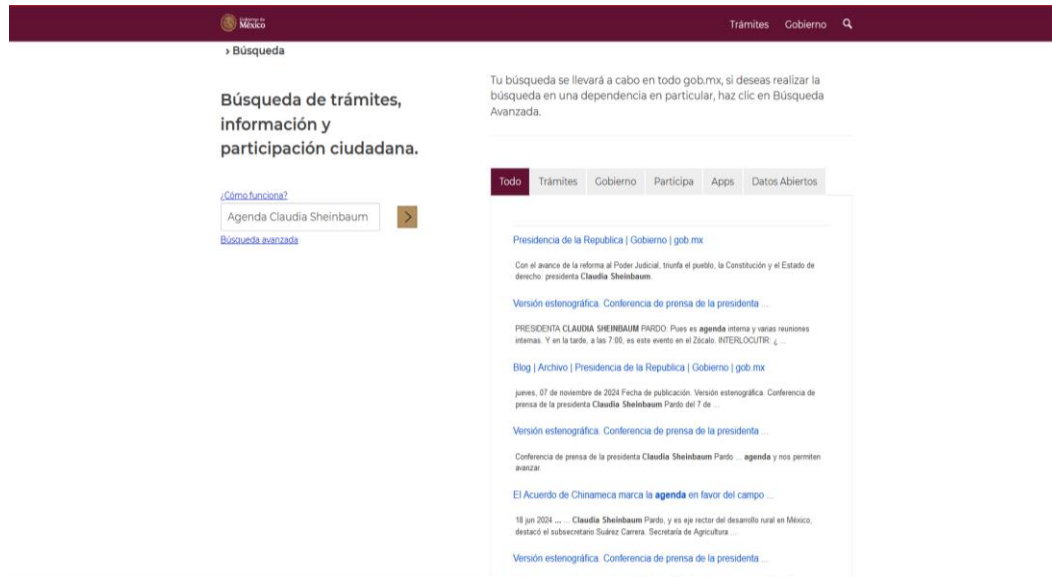 Gobierno de
México
Trámites Gobierno
› Búsqueda
Búsqueda de trámites,
información y
participación ciudadana.
¿Cómo funciona?
Agenda Claudia Sheinbaum
Búsqueda avanzada
Tu búsqueda se llevará a cabo en todo gob.mx, si deseas realizar la
búsqueda en una dependencia en particular, haz clic en Búsqueda
Avanzada.
Todo Trámites Gobierno Participa Apps Datos Abiertos
Presidencia de la Republica | Gobierno | gob.mx
Con el avance de la reforma al Poder Judicial, triunfa el pueblo, la Constitución y el Estado de
derecho: presidenta Claudia Sheinbaum.
Versión estenográfica. Conferencia de prensa de la presidenta ...
PRESIDENTA CLAUDIA SHEINBAUM PARDO: Pues es agenda interna y varias reuniones
internas. Y en la tarde, a las 7:00, es este evento en el Zócalo. INTERLOCUTIR: ¿ ...
Blog | Archivo | Presidencia de la Republica | Gobierno | gob.mx
jueves, 07 de noviembre de 2024 Fecha de publicación. Versión estenográfica. Conferencia de
prensa de la presidenta Claudia Sheinbaum Pardo del 7 de ...
Versión estenográfica. Conferencia de prensa de la presidenta ...
Conferencia de prensa de la presidenta Claudia Sheinbaum Pardo ... agenda y nos permiten
avanzar.
El Acuerdo de Chinameca marca la agenda en favor del campo ...
18 jun 2024 ... ... Claudia Sheinbaum Pardo, y es eje rector del desarrollo rural en México,
destacó el subsecretario Suárez Carrera. Secretaría de Agricultura ...
Versión estenográfica. Conferencia de prensa de la presidenta ...